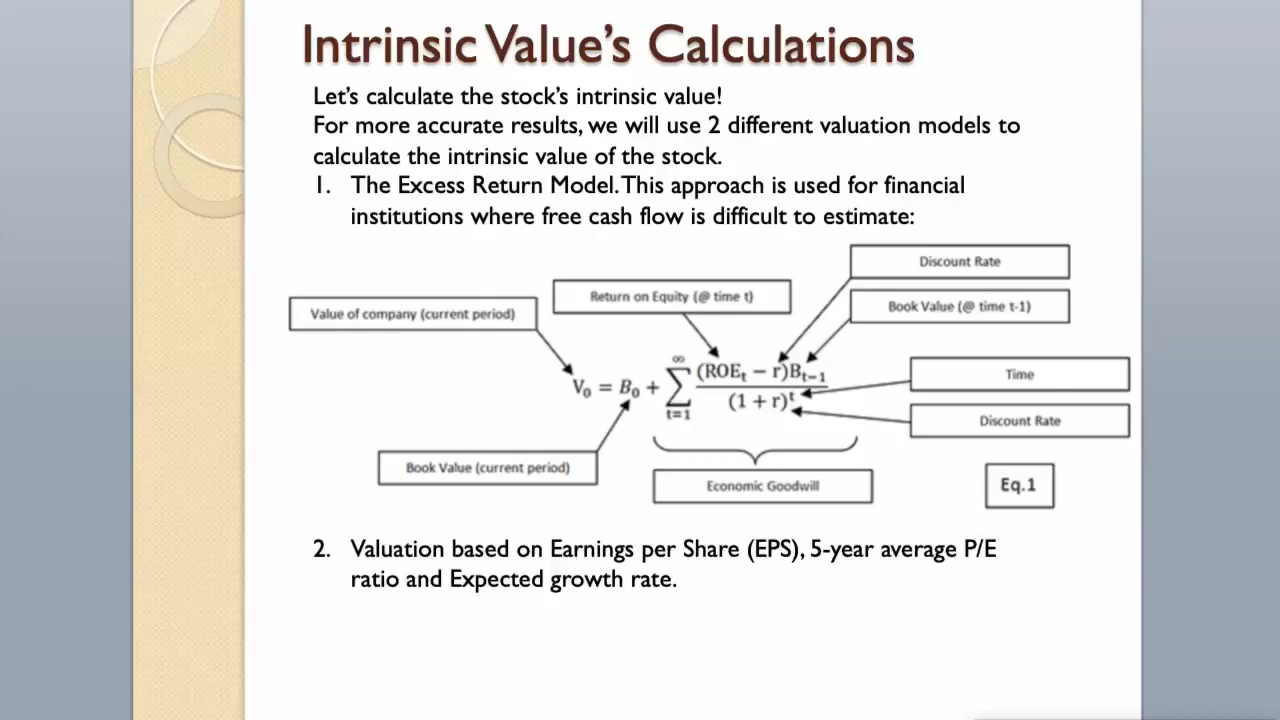 Intrinsic Value's Calculations
Let's calculate the stock's intrinsic value!
For more accurate results, we will use 2 different valuation models to
calculate the intrinsic value of the stock.
1. The Excess Return Model. This approach is used for financial
institutions where free cash flow is difficult to estimate:
Discount Rate
Return on Equity (@ time t)
Book Value (@ time t-1)
Value of company (current period)
V₀ = B₀ + ∑_{t=1}^{∞} (ROE_t − r)B_{t−1} / (1 + r)^t
Time
Discount Rate
Book Value (current period)
Economic Goodwill
Eq.1
2. Valuation based on Earnings per Share (EPS), 5-year average P/E
ratio and Expected growth rate.